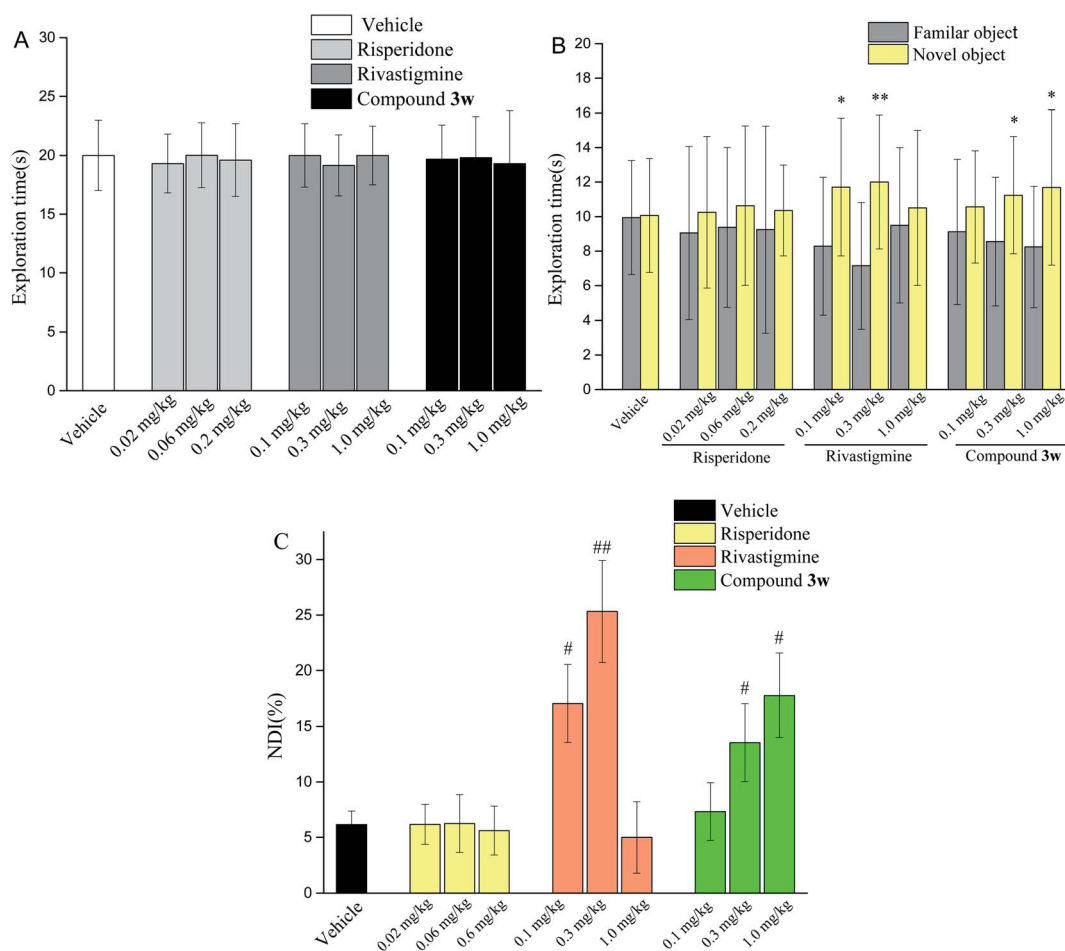 A
Vehicle
Risperidone
Rivastigmine
Compound 3w
Exploration time(s)
30
25
20
15
10
5
0
Vehicle
0.02 mg/kg
0.06 mg/kg
0.2 mg/kg
0.1 mg/kg
0.3 mg/kg
1.0 mg/kg
0.1 mg/kg
0.3 mg/kg
1.0 mg/kg
B
Familar object
Novel object
Exploration time(s)
20
18
16
14
12
10
8
6
4
2
0
* ** * *
Vehicle
0.02 mg/kg
0.06 mg/kg
0.2 mg/kg
0.1 mg/kg
0.3 mg/kg
1.0 mg/kg
0.1 mg/kg
0.3 mg/kg
1.0 mg/kg
Risperidone
Rivastigmine
Compound 3w
C
Vehicle
Risperidone
Rivastigmine
Compound 3w
NDI(%)
30
25
20
15
10
5
0
# ## # #
Vehicle
0.02 mg/kg
0.06 mg/kg
0.6 mg/kg
0.1 mg/kg
0.3 mg/kg
1.0 mg/kg
0.1 mg/kg
0.3 mg/kg
1.0 mg/kg